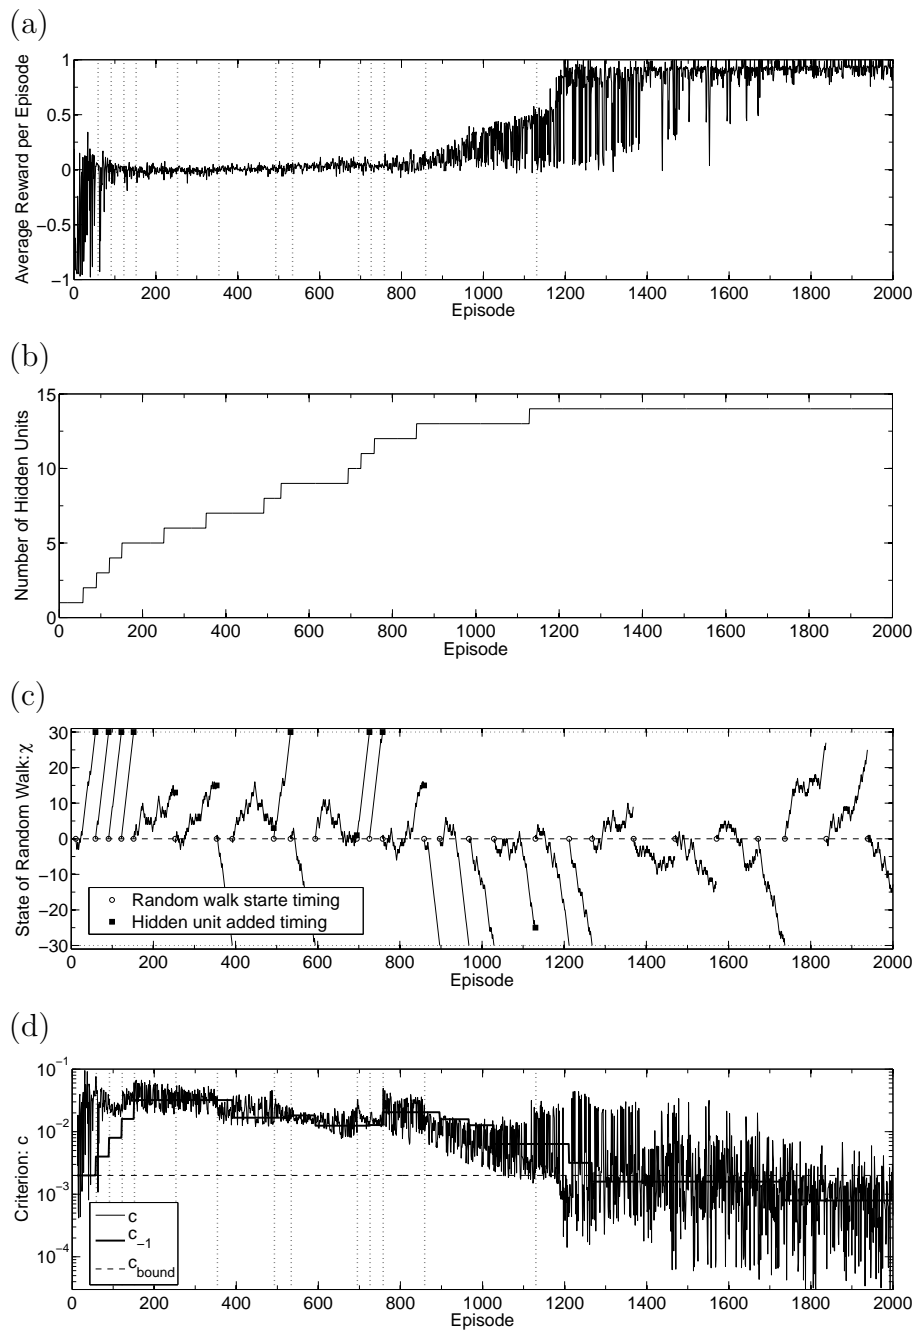 (a)
Average Reward per Episode
1
0.5
0
−0.5
−1
0 200 400 600 800 1000 1200 1400 1600 1800 2000
Episode
(b)
Number of Hidden Units
15
10
5
0
0 200 400 600 800 1000 1200 1400 1600 1800 2000
Episode
(c)
State of Random Walk:χ
30
20
10
0
−10
−20
−30
Random walk starte timing
Hidden unit added timing
0 200 400 600 800 1000 1200 1400 1600 1800 2000
Episode
(d)
Criterion: c
10−1
10−2
10−3
10−4
c
c−1
cbound
0 200 400 600 800 1000 1200 1400 1600 1800 2000
Episode